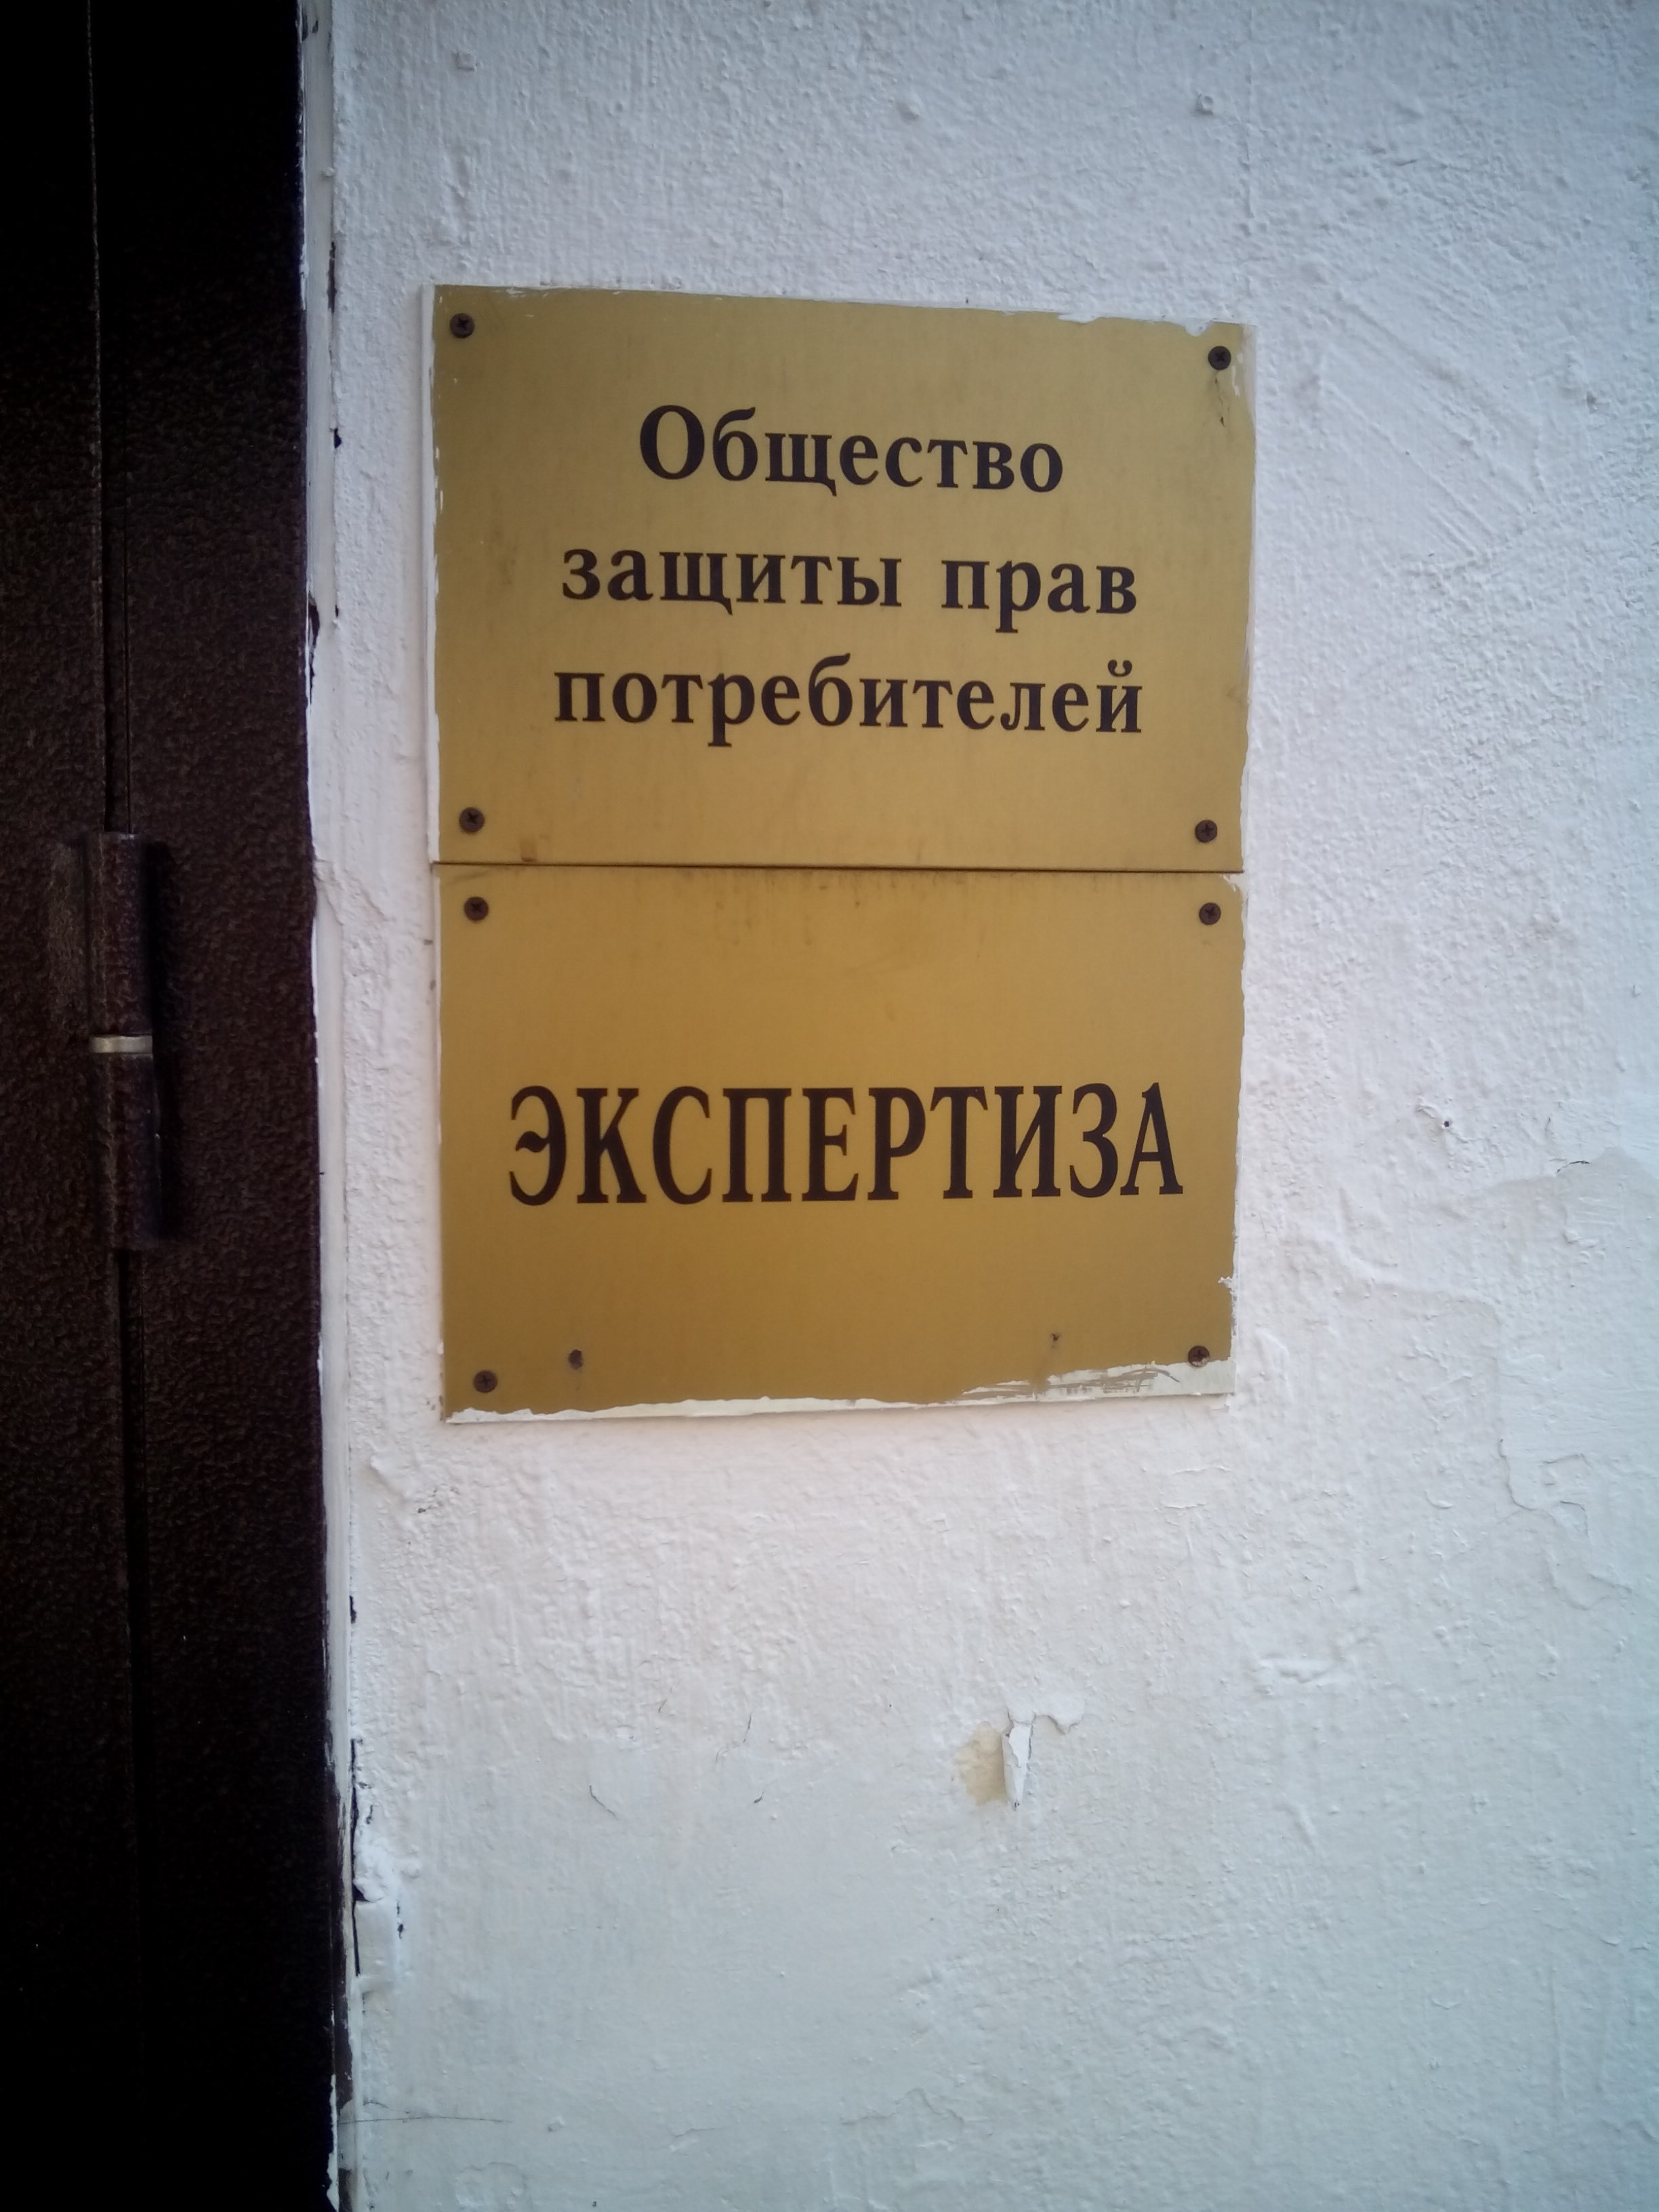 Общество
защиты прав
потребителей
ЭКСПЕРТИЗА